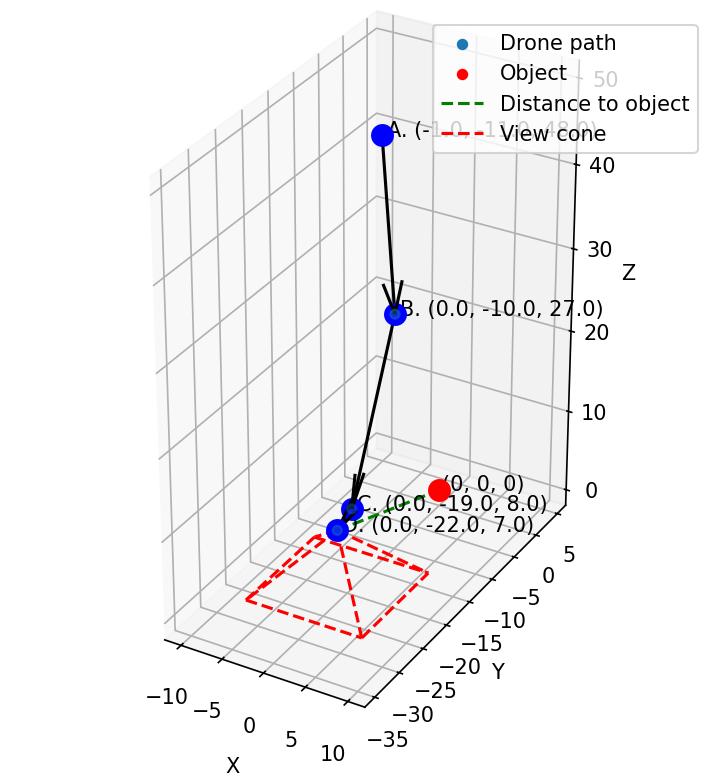 Drone path
Object
Distance to object
View cone
50
A. (-1.0, -11.0, 48.0)
40
30
Z
B. (0.0, -10.0, 27.0)
20
10
0
(0, 0, 0)
C. (0.0, -19.0, 8.0)
D. (0.0, -22.0, 7.0)
5
0
−5
−10
−15
−20
Y
−25
−30
−35
−10
−5
0
5
10
X